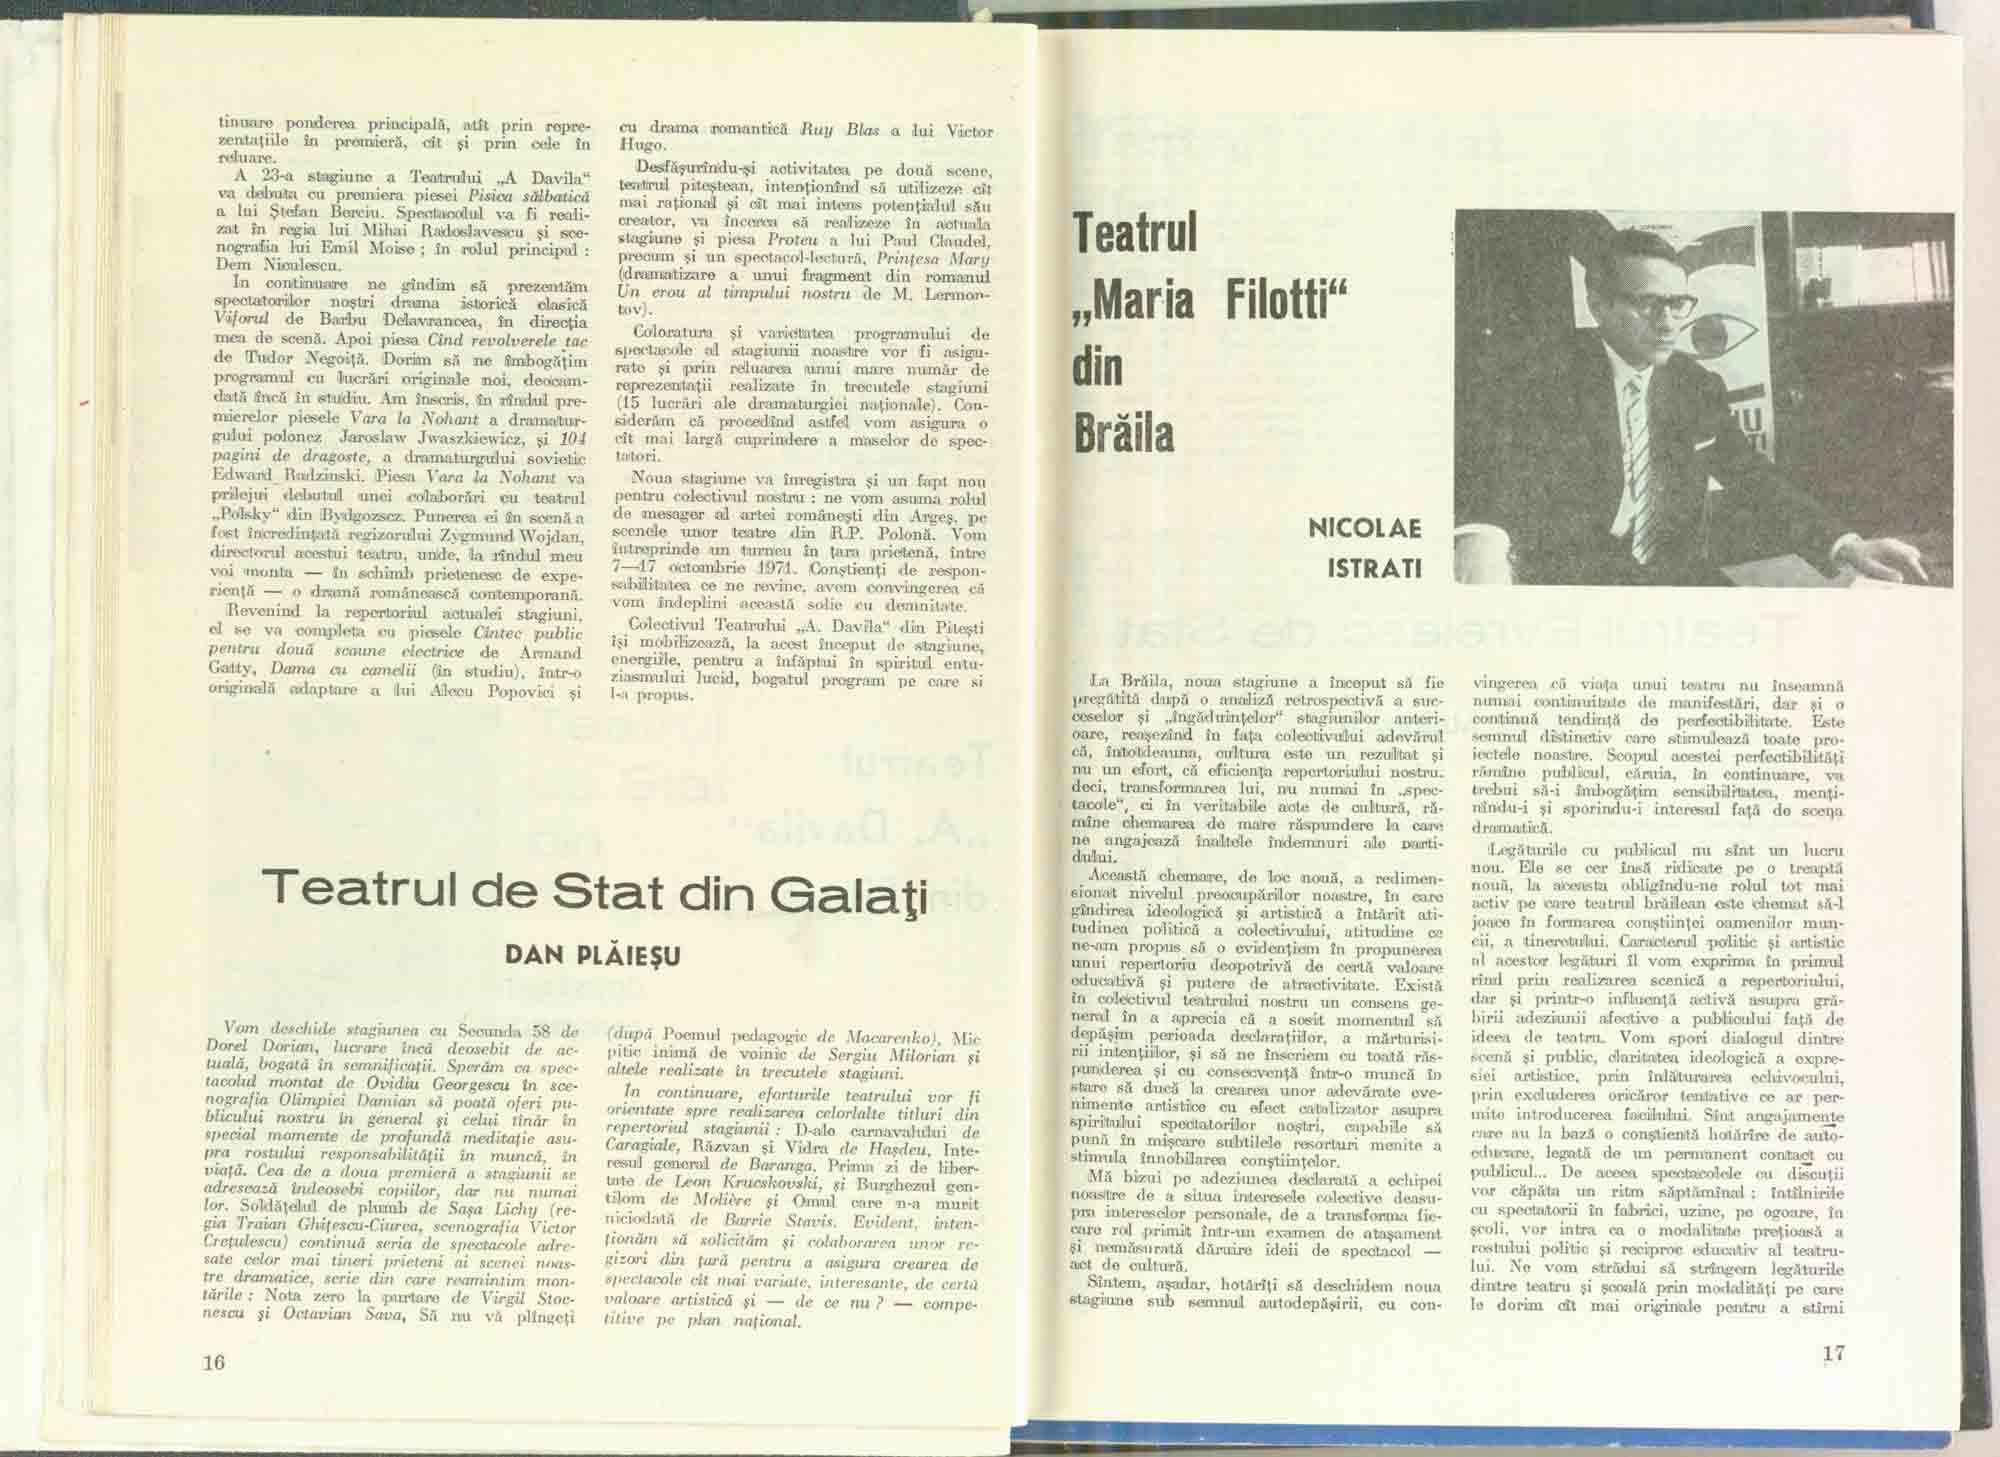 tinuare ponderea principală, atît prin repre-
zentațiile în premieră, cît și prin cele în
reluare.
A 23-a stagiune a Teatrului „A Davila“
va debuta cu premiera piesei Pisica sălbatică
a lui Ștefan Berciu. Spectacolul va fi reali-
zat în regia lui Mihai Radoslavescu și sce-
nografia lui Emil Moise ; în rolul principal :
Dem Niculescu.
In continuare ne gîndim să prezentăm
spectatorilor noștri drama istorică clasică
Viforul de Barbu Delavrancea, în direcția
mea de scenă. Apoi piesa Cînd revolverele tac
de Tudor Negoiță. Dorim să ne îmbogățim
programul cu lucrări originale noi, deocam-
dată încă în studiu. Am înscris, în rîndul pre-
mierelor piesele Vara la Nohant a dramatur-
gului polonez Jaroslaw Jwaszkiewicz, și 104
pagini de dragoste, a dramaturgului sovietic
Edward Radzinski. Piesa Vara la Nohant va
prilejui debutul unei colaborări cu teatrul
„Polsky“ din Bydgozscz. Punerea ei în scenă a
fost încredințată regizorului Zygmund Wojdan,
directorul acestui teatru, unde, la rîndul meu
voi monta — în schimb prietenesc de expe-
riență — o dramă românească contemporană.
Revenind la repertoriul actualei stagiuni,
el se va completa cu piesele Cîntec public
pentru două scaune electrice de Armand
Gatty, Dama cu camelii (în studiu), într-o
originală adaptare a lui Alecu Popovici și
cu drama romantică Ruy Blas a lui Victor
Hugo.
Desfășurîndu-și activitatea pe două scene,
teatrul piteștean, intenționînd să utilizeze cît
mai rațional și cît mai intens potențialul său
creator, va încerca să realizeze în actuala
stagiune și piesa Proteu a lui Paul Claudel,
precum și un spectacol-lectură, Prințesa Mary
(dramatizare a unui fragment din romanul
Un erou al timpului nostru de M. Lermon-
tov).
Coloratura și varietatea programului de
spectacole al stagiunii noastre vor fi asigu-
rate și prin reluarea unui mare număr de
reprezentații realizate în trecutele stagiuni
(15 lucrări ale dramaturgiei naționale). Con-
siderăm că procedînd astfel vom asigura o
cît mai largă cuprindere a maselor de spec-
tatori.
Noua stagiune va înregistra și un fapt nou
pentru colectivul nostru : ne vom asuma rolul
de mesager al artei românești din Argeș, pe
scenele unor teatre din R.P. Polonă. Vom
întreprinde un turneu în țara prietenă, între
7—17 octombrie 1971. Conștienți de respon-
sabilitatea ce ne revine, avem convingerea că
vom îndeplini această solie cu demnitate.
Colectivul Teatrului „A. Davila“ din Pitești
își mobilizează, la acest început de stagiune,
energiile, pentru a înfăptui în spiritul entu-
ziasmului lucid, bogatul program pe care si
l-a propus.
Teatrul de Stat din Galaţi
DAN PLĂIEȘU
Vom deschide stagiunea cu Secunda 58 de
Dorel Dorian, lucrare încă deosebit de ac-
tuală, bogată în semnificații. Sperăm ca spec-
tacolul montat de Ovidiu Georgescu în sce-
nografia Olimpiei Damian să poată oferi pu-
blicului nostru în general și celui tînăr în
special momente de profundă meditație asu-
pra rostului responsabilității în muncă, în
viață. Cea de a doua premieră a stagiunii se
adresează îndeosebi copiilor, dar nu numai
lor. Soldățelul de plumb de Sașa Lichy (re-
gia Traian Ghițescu-Ciurea, scenografia Victor
Crețulescu) continuă seria de spectacole adre-
sate celor mai tineri prieteni ai scenei noas-
tre dramatice, serie din care reamintim mon-
tările : Nota zero la purtare de Virgil Stoe-
nescu și Octavian Sava, Să nu vă plîngeți
(după Poemul pedagogic de Macarenko), Mic
pitic inimă de voinic de Sergiu Milorian și
altele realizate în trecutele stagiuni.
In continuare, eforturile teatrului vor fi
orientate spre realizarea celorlalte titluri din
repertoriul stagiunii : D-ale carnavalului de
Caragiale, Răzvan și Vidra de Hașdeu, Inte-
resul general de Baranga, Prima zi de liber-
tate de Leon Kruczkovski, și Burghezul gen-
tilom de Molière și Omul care n-a murit
niciodată de Barrie Stavis. Evident, inten-
ționăm să solicităm și colaborarea unor re-
gizori din țară pentru a asigura crearea de
spectacole cît mai variate, interesante, de certă
valoare artistică și — de ce nu ? — compe-
titive pe plan național.
16
Teatrul
„Maria Filotti“
din
Brăila
NICOLAE
ISTRATI
La Brăila, noua stagiune a început să fie
pregătită după o analiză retrospectivă a suc-
ceselor și „îngăduințelor“ stagiunilor anteri-
oare, reașezînd în fața colectivului adevărul
că, întotdeauna, cultura este un rezultat și
nu un efort, că eficiența repertoriului nostru.
deci, transformarea lui, nu numai în „spec-
tacole“, ci în veritabile acte de cultură, ră-
mîne chemarea de mare răspundere la care
ne angajează înaltele îndemnuri ale parti-
dului.
Această chemare, de loc nouă, a redimen-
sionat nivelul preocupărilor noastre, în care
gîndirea ideologică și artistică a întărit ati-
tudinea politică a colectivului, atitudine ce
ne-am propus să o evidențiem în propunerea
unui repertoriu deopotrivă de certă valoare
educativă și putere de atractivitate. Există
în colectivul teatrului nostru un consens ge-
neral în a aprecia că a sosit momentul să
depășim perioada declarațiilor, a mărturisi-
rii intențiilor, și să ne înscriem cu toată răs-
punderea și cu consecvență într-o muncă în
stare să ducă la crearea unor adevărate eve-
nimente artistice cu efect catalizator asupra
spiritului spectatorilor noștri, capabile să
pună în mișcare subtilele resorturi menite a
stimula înnobilarea conștiințelor.
Mă bizui pe adeziunea declarată a echipei
noastre de a situa interesele colective deasu-
pra intereselor personale, de a transforma fie-
care rol primit într-un examen de atașament
și nemăsurată dăruire ideii de spectacol —
act de cultură.
Sîntem, așadar, hotărîți să deschidem noua
stagiune sub semnul autodepășirii, cu con-
vingerea că viața unui teatru nu înseamnă
numai continuitate de manifestări, dar și o
continuă tendință de perfectibilitate. Este
semnul distinctiv care stimulează toate pro-
iectele noastre. Scopul acestei perfectibilități
rămîne publicul, căruia, în continuare, va
trebui să-i îmbogățim sensibilitatea, menți-
nîndu-i și sporindu-i interesul față de scena
dramatică.
Legăturile cu publicul nu sînt un lucru
nou. Ele se cer însă ridicate pe o treaptă
nouă, la aceasta obligîndu-ne rolul tot mai
activ pe care teatrul brăilean este chemat să-l
joace în formarea conștiinței oamenilor mun-
cii, a tineretului. Caracterul politic și artistic
al acestor legături îl vom exprima în primul
rînd prin realizarea scenică a repertoriului,
dar și printr-o influență activă asupra gră-
birii adeziunii afective a publicului față de
ideea de teatru. Vom spori dialogul dintre
scenă și public, claritatea ideologică a expre-
siei artistice, prin înlăturarea echivocului,
prin excluderea oricăror tentative ce ar per-
mite introducerea facilului. Sînt angajamente
care au la bază o conștientă hotărîre de auto-
educare, legată de un permanent contact cu
publicul... De aceea spectacolele cu discuții
vor căpăta un ritm săptămînal ; întîlnirile
cu spectatorii în fabrici, uzine, pe ogoare, în
școli, vor intra ca o modalitate prețioasă a
rostului politic și reciproc educativ al teatru-
lui. Ne vom strădui să strîngem legăturile
dintre teatru și școală prin modalități pe care
le dorim cît mai originale pentru a stîrni
17